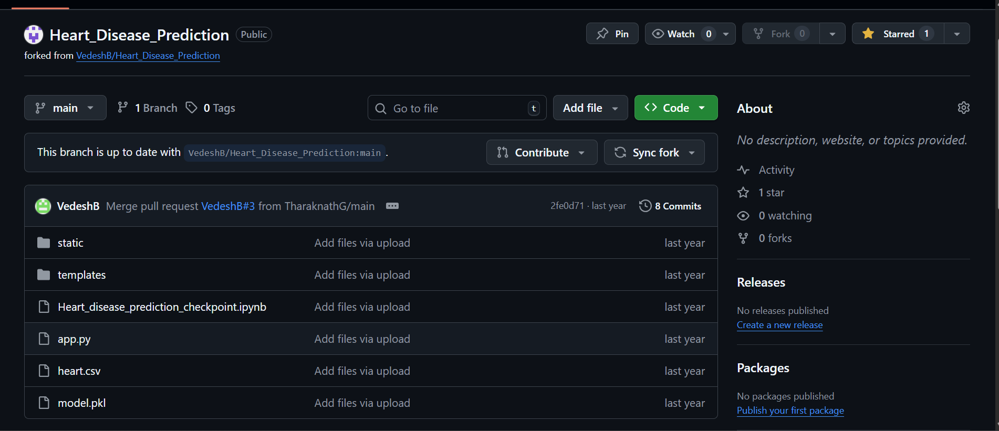 Heart_Disease_Prediction Public
Pin
Watch 0
Fork 0
Starred 1
forked from VedeshB/Heart_Disease_Prediction
main
1 Branch
0 Tags
Go to file t
Add file
Code
This branch is up to date with VedeshB/Heart_Disease_Prediction:main .
Contribute
Sync fork
VedeshB Merge pull request VedeshB#3 from TharaknathG/main ··· 2fe0d71 · last year 8 Commits
static Add files via upload last year
templates Add files via upload last year
Heart_disease_prediction_checkpoint.ipynb Add files via upload last year
app.py Add files via upload last year
heart.csv Add files via upload last year
model.pkl Add files via upload last year
About
No description, website, or topics provided.
Activity
1 star
0 watching
0 forks
Releases
No releases published
Create a new release
Packages
No packages published
Publish your first package